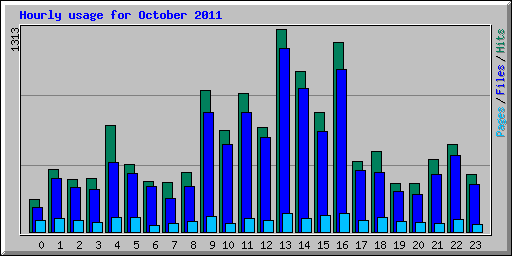 Hourly usage for October 2011
1313
Pages/Files/Hits
0 1 2 3 4 5 6 7 8 9 10 11 12 13 14 15 16 17 18 19 20 21 22 23